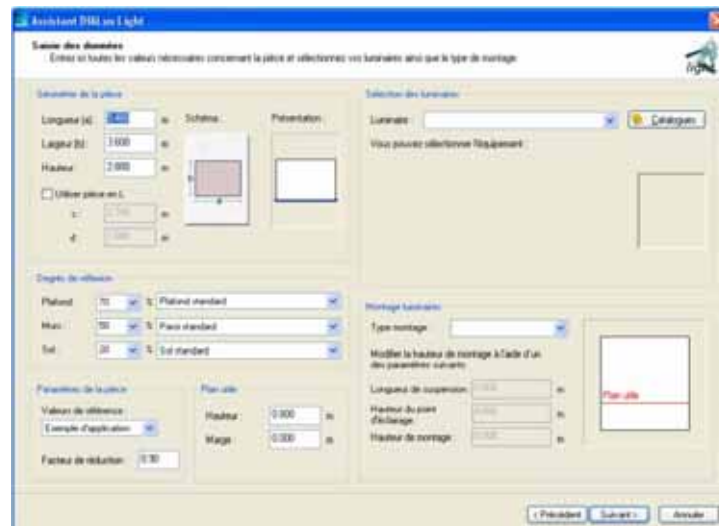 Assistant DIALux Light
Saisie des données
Entrez ici toutes les valeurs nécessaires concernant la pièce et sélectionnez vos luminaires ainsi que le type de montage
light
Géométrie de la pièce
Longueur (a) : m
Schéma :
Présentation :
Largeur (b) : 3.600 m
Hauteur : 2.800 m
Utiliser pièce en L
c : m
d : m
Sélection des luminaires
Luminaire :
Catalogues
Vous pouvez sélectionner l'équipement :
Degrés de réflexion
Plafond : 70 % Plafond standard
Murs : 50 % Paroi standard
Sol : 20 % Sol standard
Montage luminaires
Type montage :
Modifier la hauteur de montage à l'aide d'un
des paramètres suivants
Longueur de suspension : m
Hauteur du point
d'éclairage : m
Hauteur de montage : m
Plan utile
Paramètres de la pièce
Valeurs de référence :
Exemple d'application
Facteur de réduction :
Plan utile
Hauteur : m
Marge : 0.000 m
< Précédent
Suivant >
Annuler